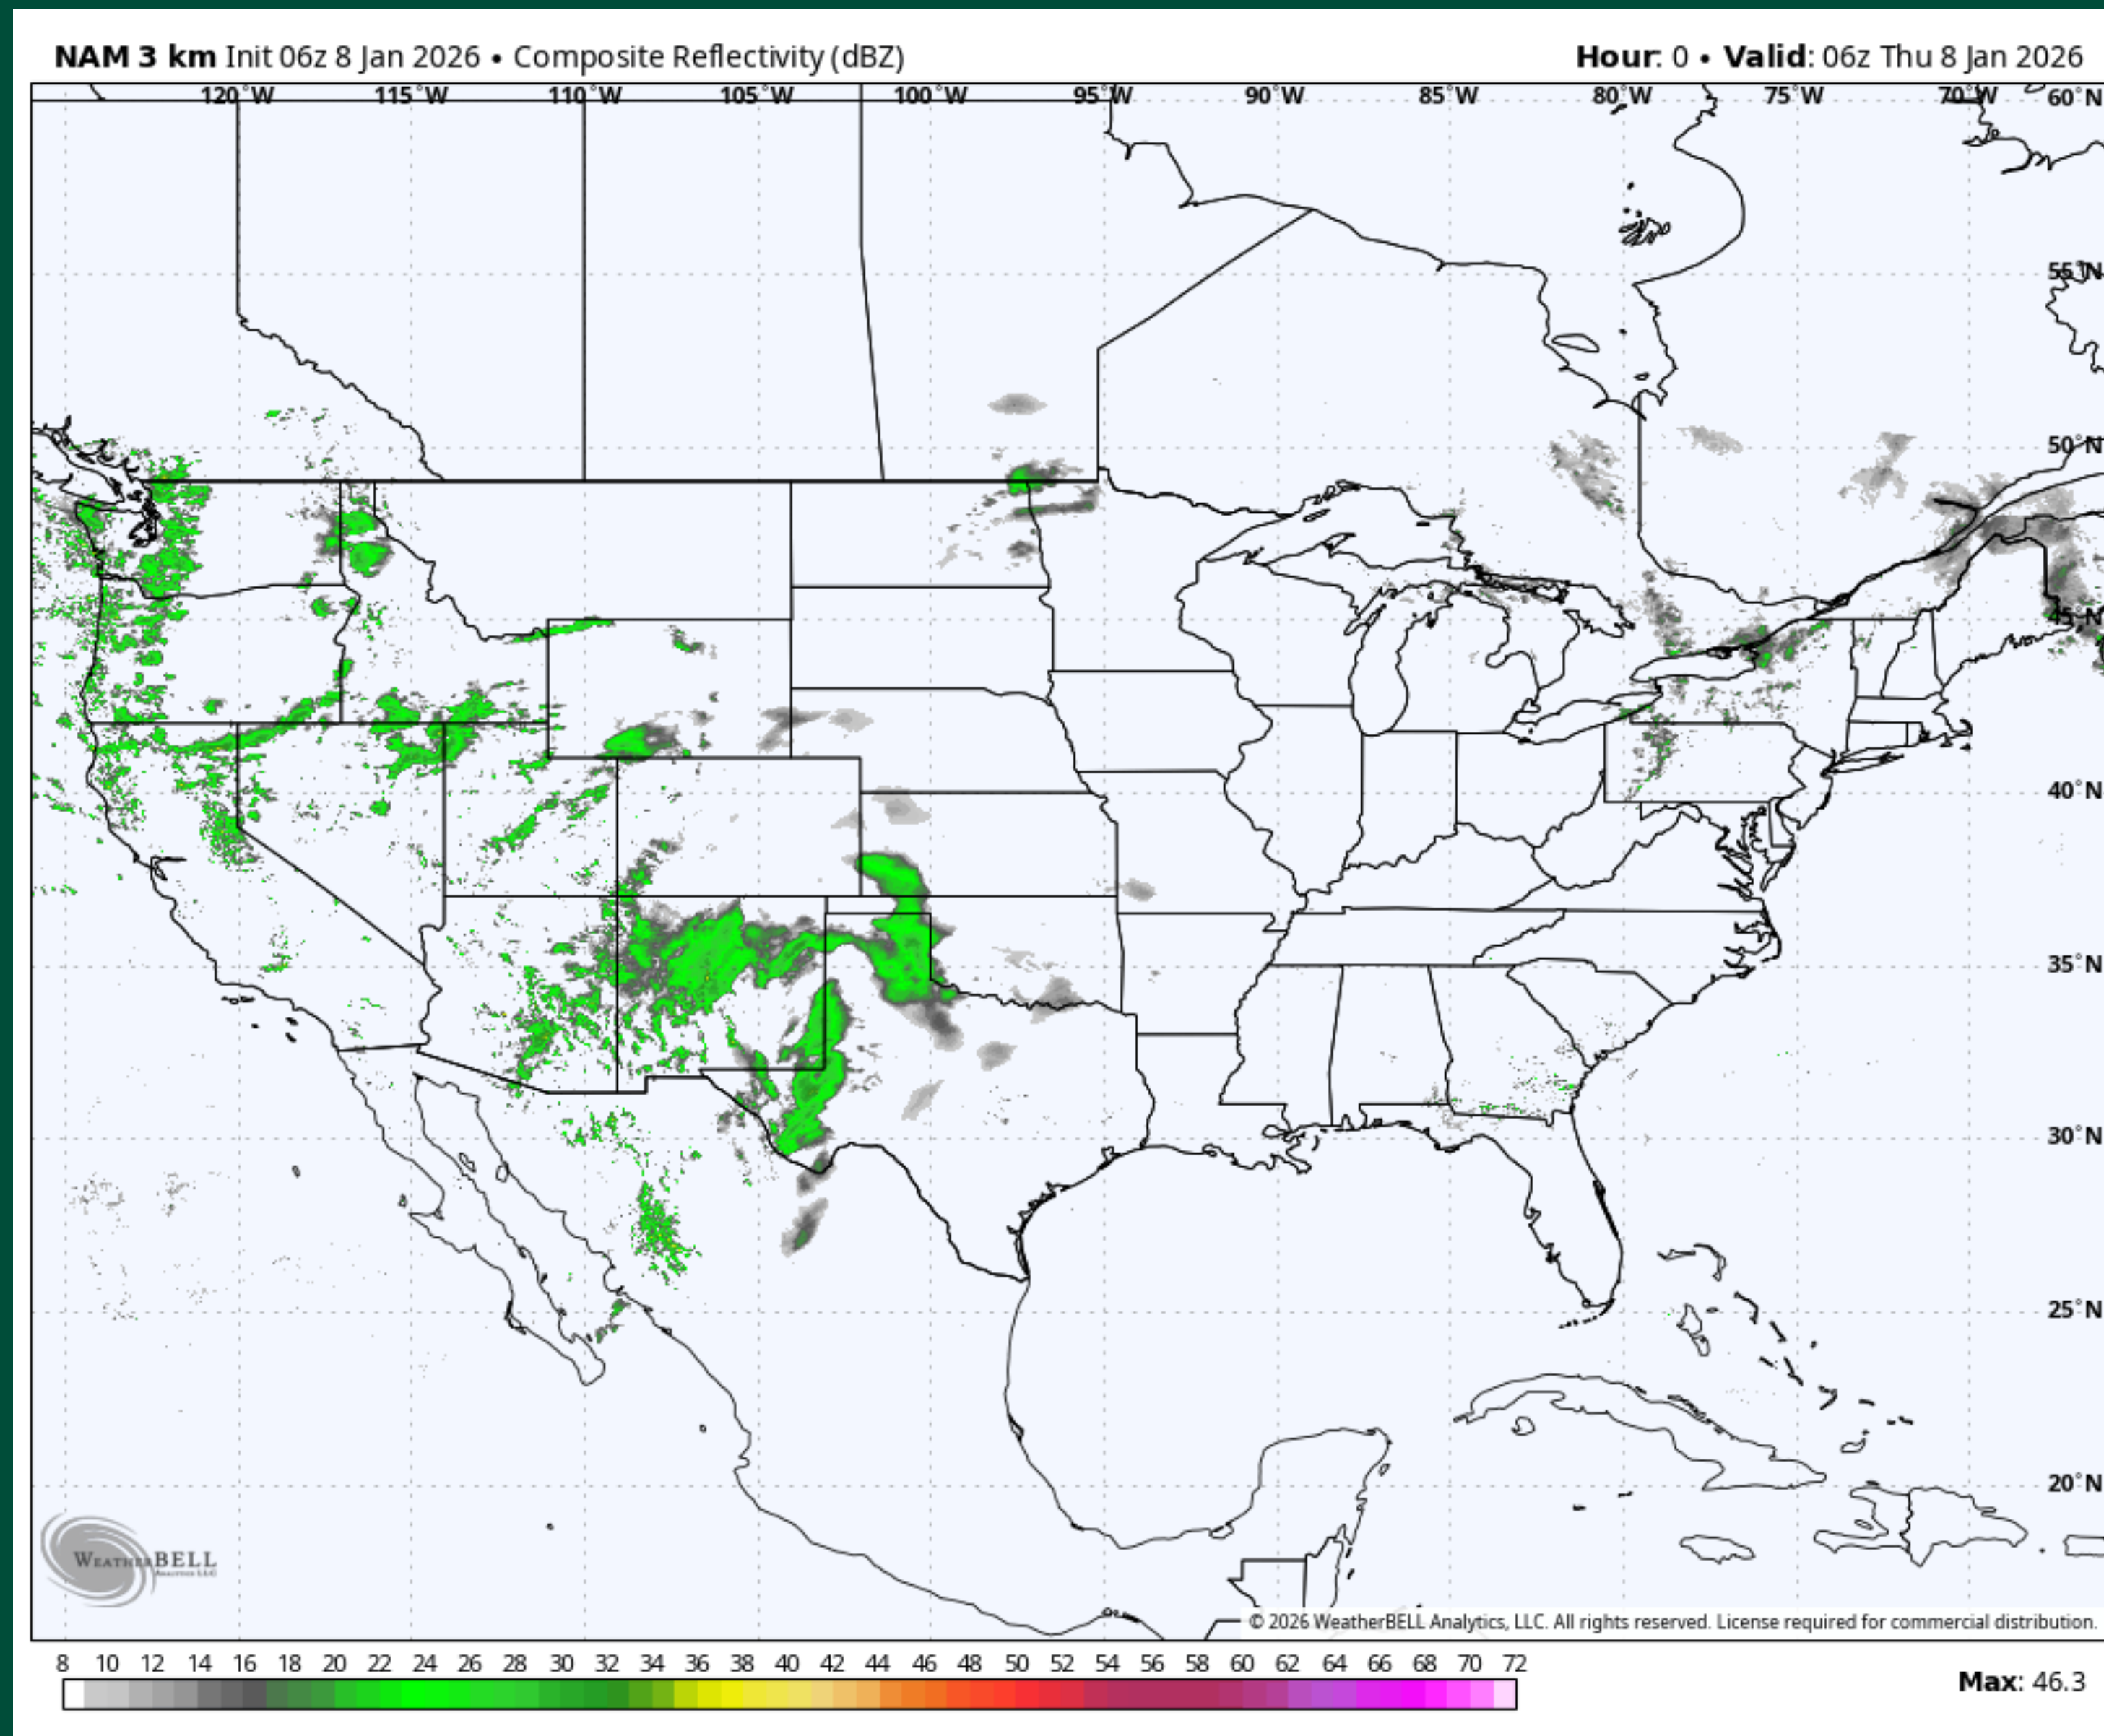 NAM 3 km Init 06z 8 Jan 2026 • Composite Reflectivity (dBZ)
Hour: 0 • Valid: 06z Thu 8 Jan 2026
120°W 115°W 110°W 105°W 100°W 95°W 90°W 85°W 80°W 75°W 70°W
60°N
55°N
50°N
45°N
40°N
35°N
30°N
25°N
20°N
WEATHERBELL
ANALYTICS LLC
© 2026 WeatherBELL Analytics, LLC. All rights reserved. License required for commercial distribution.
8 10 12 14 16 18 20 22 24 26 28 30 32 34 36 38 40 42 44 46 48 50 52 54 56 58 60 62 64 66 68 70 72
Max: 46.3